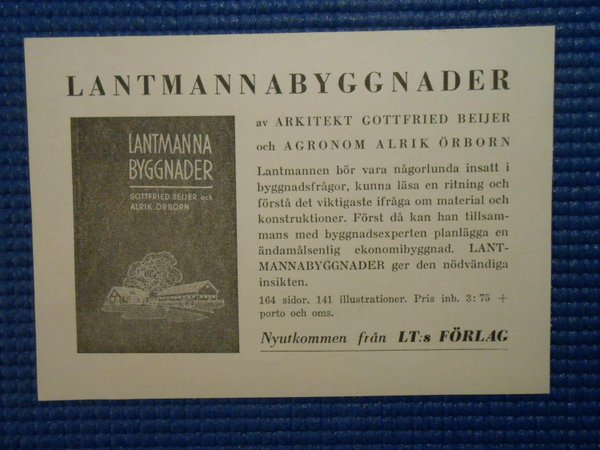 LANTMANNABYGGNADER
LANTMANNA
BYGGNADER
GOTTFRIED BEIJER och
ALRIK ÖRBORN
av ARKITEKT GOTTFRIED BEIJER
och AGRONOM ALRIK ÖRBORN
Lantmannen bör vara någorlunda insatt i
byggnadsfrågor, kunna läsa en ritning och
förstå det viktigaste ifråga om material och
konstruktioner. Först då kan han tillsam-
mans med byggnadsexperten planlägga en
ändamålsenlig ekonomibyggnad. LANT-
MANNABYGGNADER ger den nödvändiga
insikten.
164 sidor. 141 illustrationer. Pris inb. 3:75 +
porto och oms.
Nyutkommen från LT:s FÖRLAG